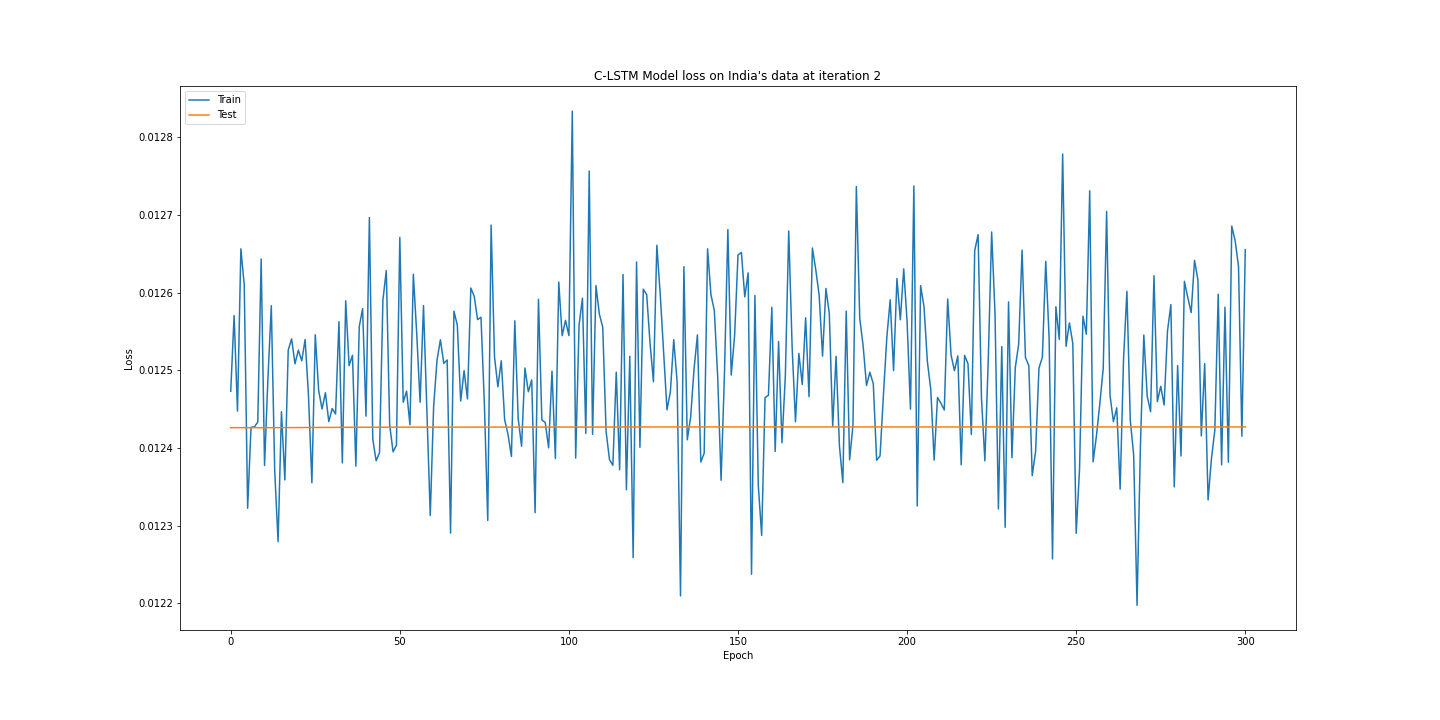 C-LSTM Model loss on India's data at iteration 2
Train
Test
0.0128
0.0127
0.0126
0.0125
0.0124
0.0123
0.0122
Loss
0 50 100 150 200 250 300
Epoch